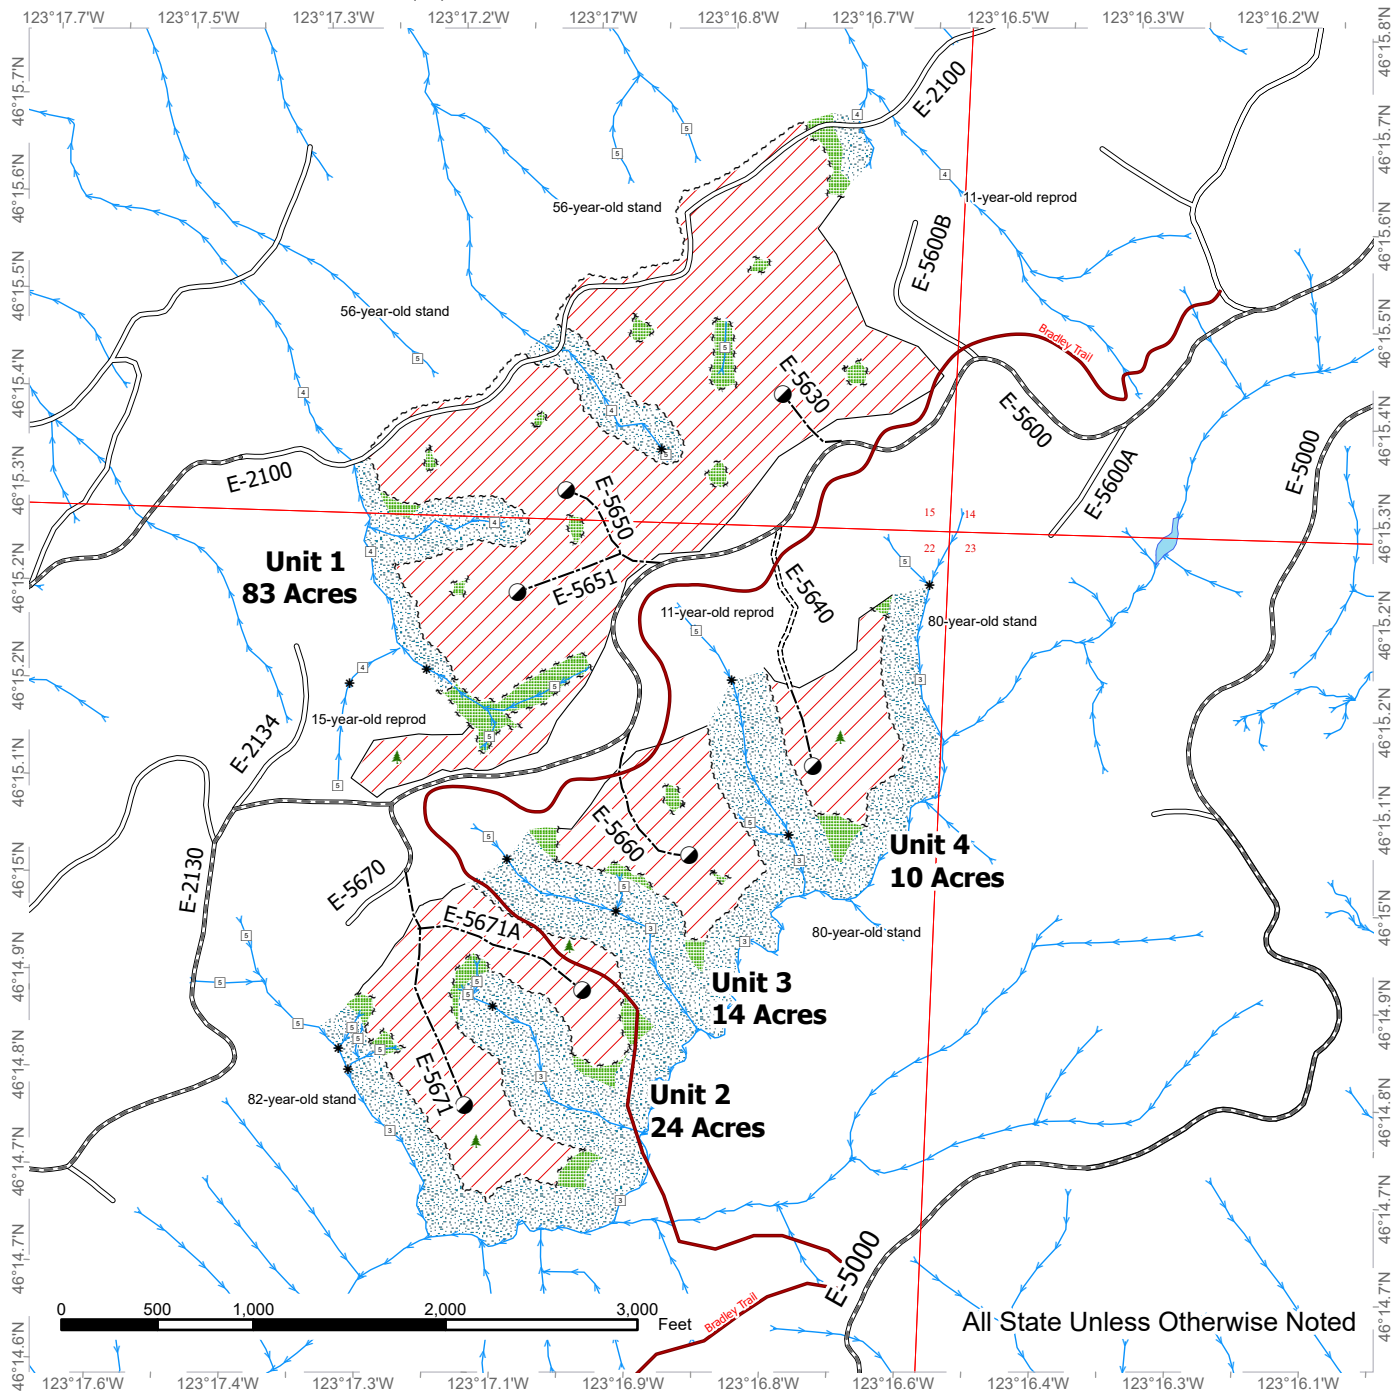 123°17.7'W 123°17.5'W 123°17.3'W 123°17.2'W 123°17'W 123°16.8'W 123°16.7'W 123°16.5'W 123°16.3'W 123°16.2'W
46°15.8'N
46°15.7'N
46°15.7'N
46°15.6'N
46°15.6'N
46°15.5'N
46°15.5'N
46°15.4'N
46°15.4'N
46°15.3'N
46°15.3'N
46°15.2'N
46°15.2'N
46°15.2'N
46°15.2'N
46°15.1'N
46°15.1'N
46°15'N
46°15'N
46°14.9'N
46°14.9'N
46°14.8'N
46°14.8'N
46°14.7'N
46°14.7'N
46°14.7'N
46°14.7'N
46°14.6'N
E-2100
56-year-old stand
11-year-old reprod
E-5600B
56-year-old stand
Bradley Trail
E-5630
E-5600
E-5000
E-2100
E-5600A
E-5650
15 14
22 23
Unit 1
83 Acres
E-5651
E-5640
11-year-old reprod
80-year-old stand
15-year-old reprod
E-2134
E-2130
E-5670
E-5660
Unit 4
10 Acres
E-5671A
80-year-old stand
Unit 3
14 Acres
E-5671
82-year-old stand
Unit 2
24 Acres
E-5000
Bradley Trail
0 500 1,000 2,000 3,000
Feet
All State Unless Otherwise Noted
123°17.6'W 123°17.4'W 123°17.3'W 123°17.1'W 123°16.9'W 123°16.8'W 123°16.6'W 123°16.4'W 123°16.3'W 123°16.1'W